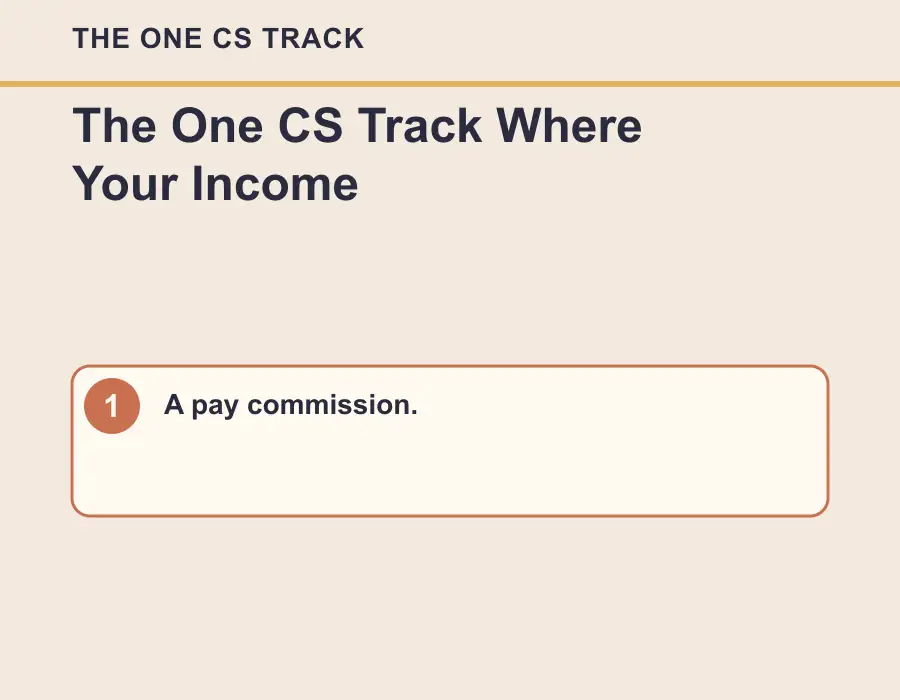 THE ONE CS TRACK
The One CS Track Where
Your Income
1
A pay commission.